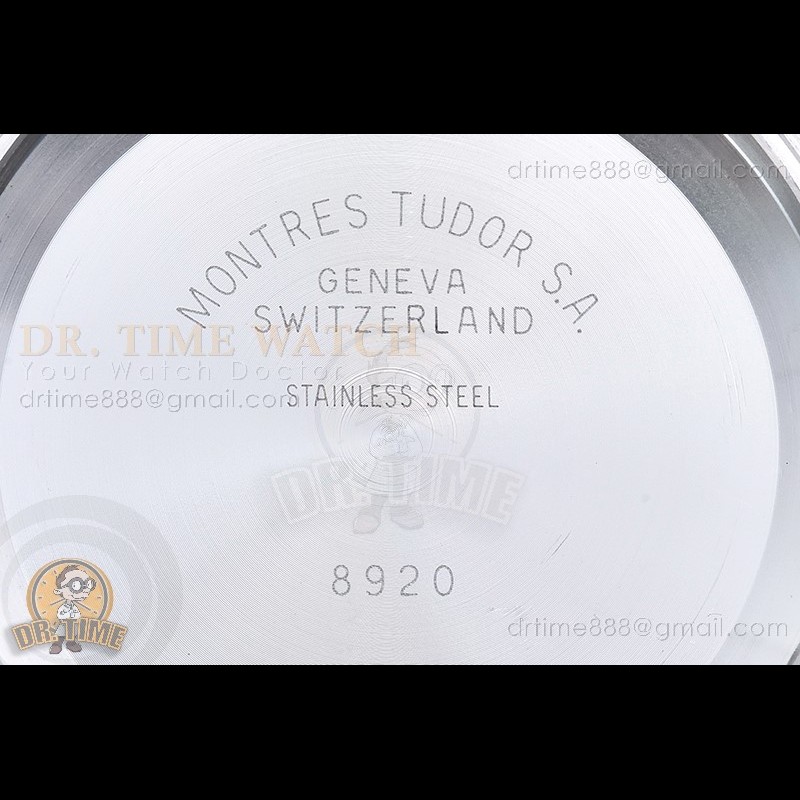 drtime888@gmail.com
MONTRES TUDOR S.A.
GENEVA
SWITZERLAND
DR. TIME WATCH
Your Watch Doctor
drtime888@gmail.com
STAINLESS STEEL
DR. TIME
8920
DR. TIME
drtime888@gmail.com